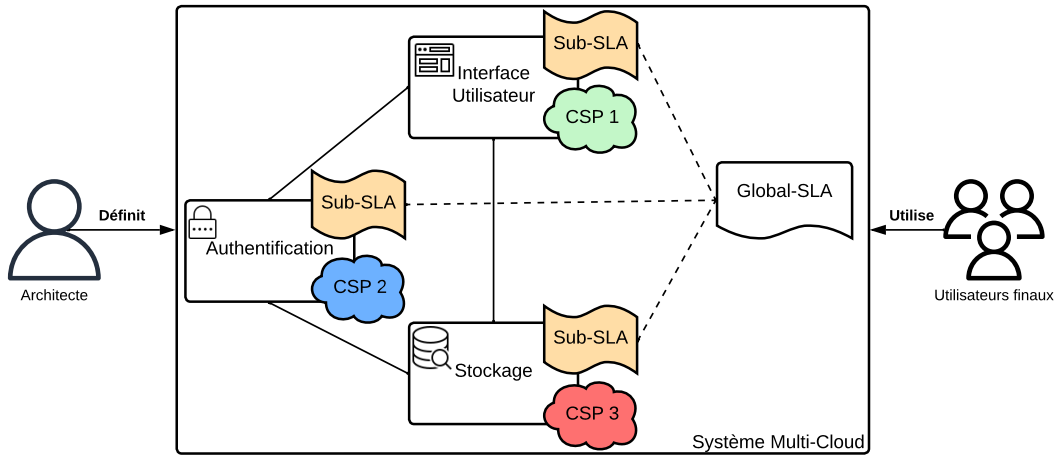 Sub-SLA
Interface
Utilisateur
CSP 1
Sub-SLA
Global-SLA
Définit
Utilise
Authentification
CSP 2
Architecte
Utilisateurs finaux
Sub-SLA
Stockage
CSP 3
Système Multi-Cloud